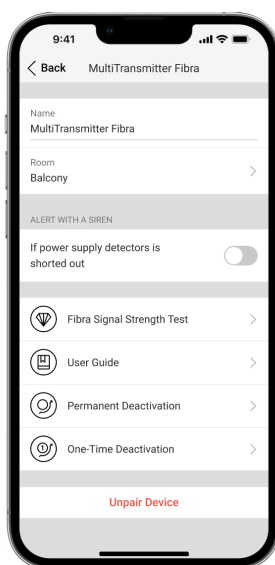 9:41
Back MultiTransmitter Fibra
Name
MultiTransmitter Fibra
Room
Balcony
ALERT WITH A SIREN
If power supply detectors is
shorted out
Fibra Signal Strength Test
User Guide
Permanent Deactivation
One-Time Deactivation
Unpair Device